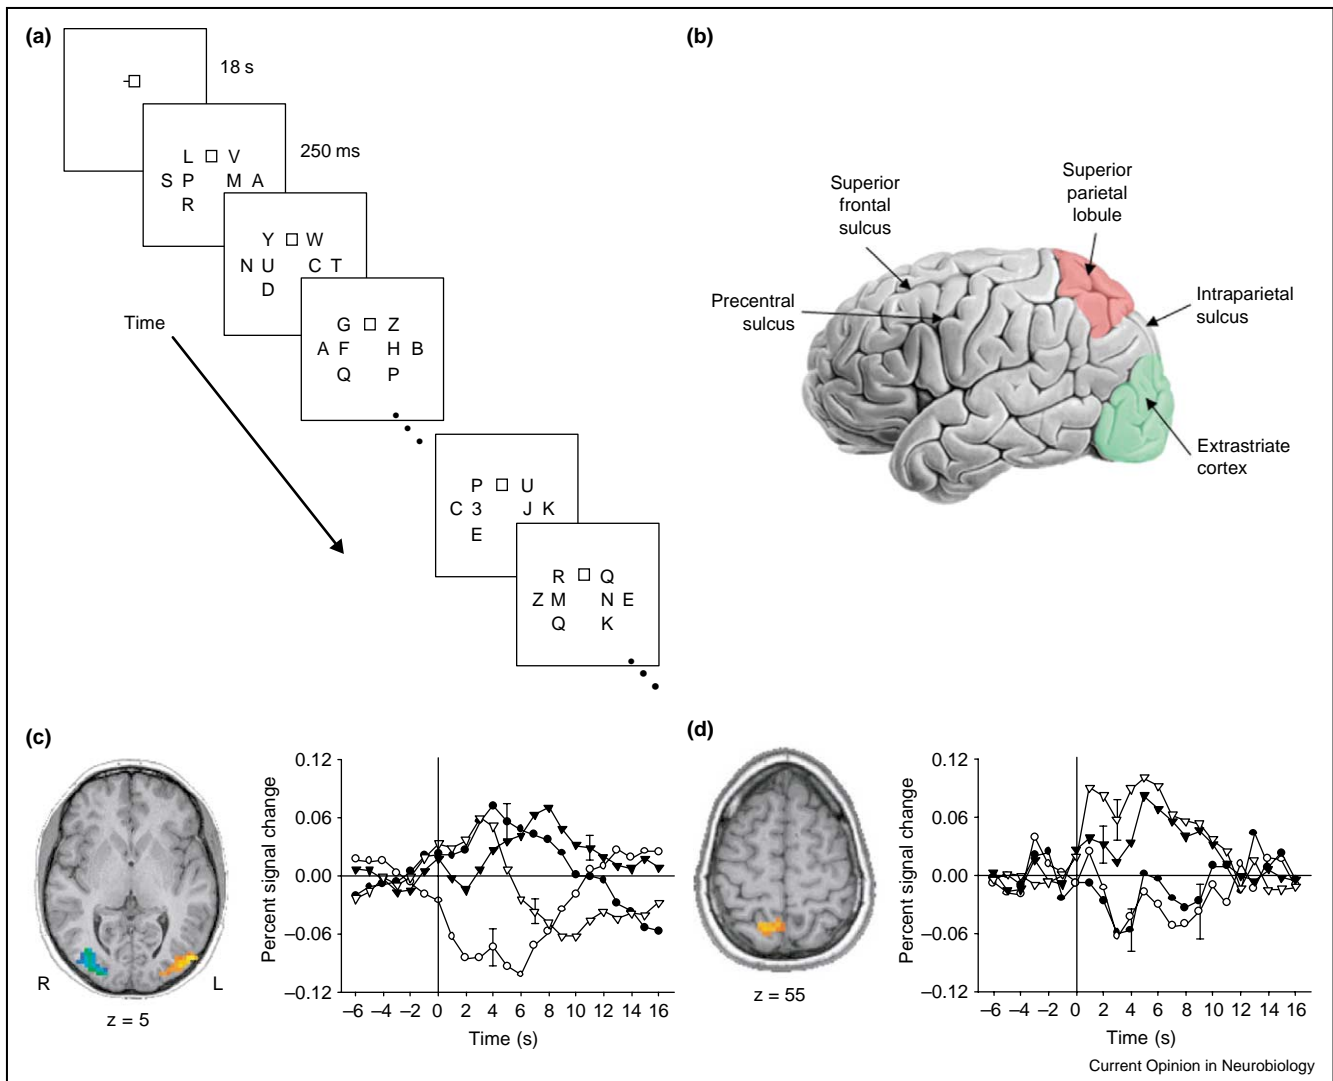 (a)
18 s
L V
S P M A
R
250 ms
Y W
N U C T
D
G Z
A F H B
Q P
Time
P U
C 3 J K
E
R Q
Z M N E
Q K
(b)
Superior
frontal
sulcus
Superior
parietal
lobule
Precentral
sulcus
Intraparietal
sulcus
Extrastriate
cortex
(c)
R
L
z = 5
Percent signal change
0.12
0.06
0.00
–0.06
–0.12
–6 –4 –2 0 2 4 6 8 10 12 14 16
Time (s)
(d)
z = 55
Percent signal change
0.12
0.06
0.00
–0.06
–0.12
–6 –4 –2 0 2 4 6 8 10 12 14 16
Time (s)
Current Opinion in Neurobiology